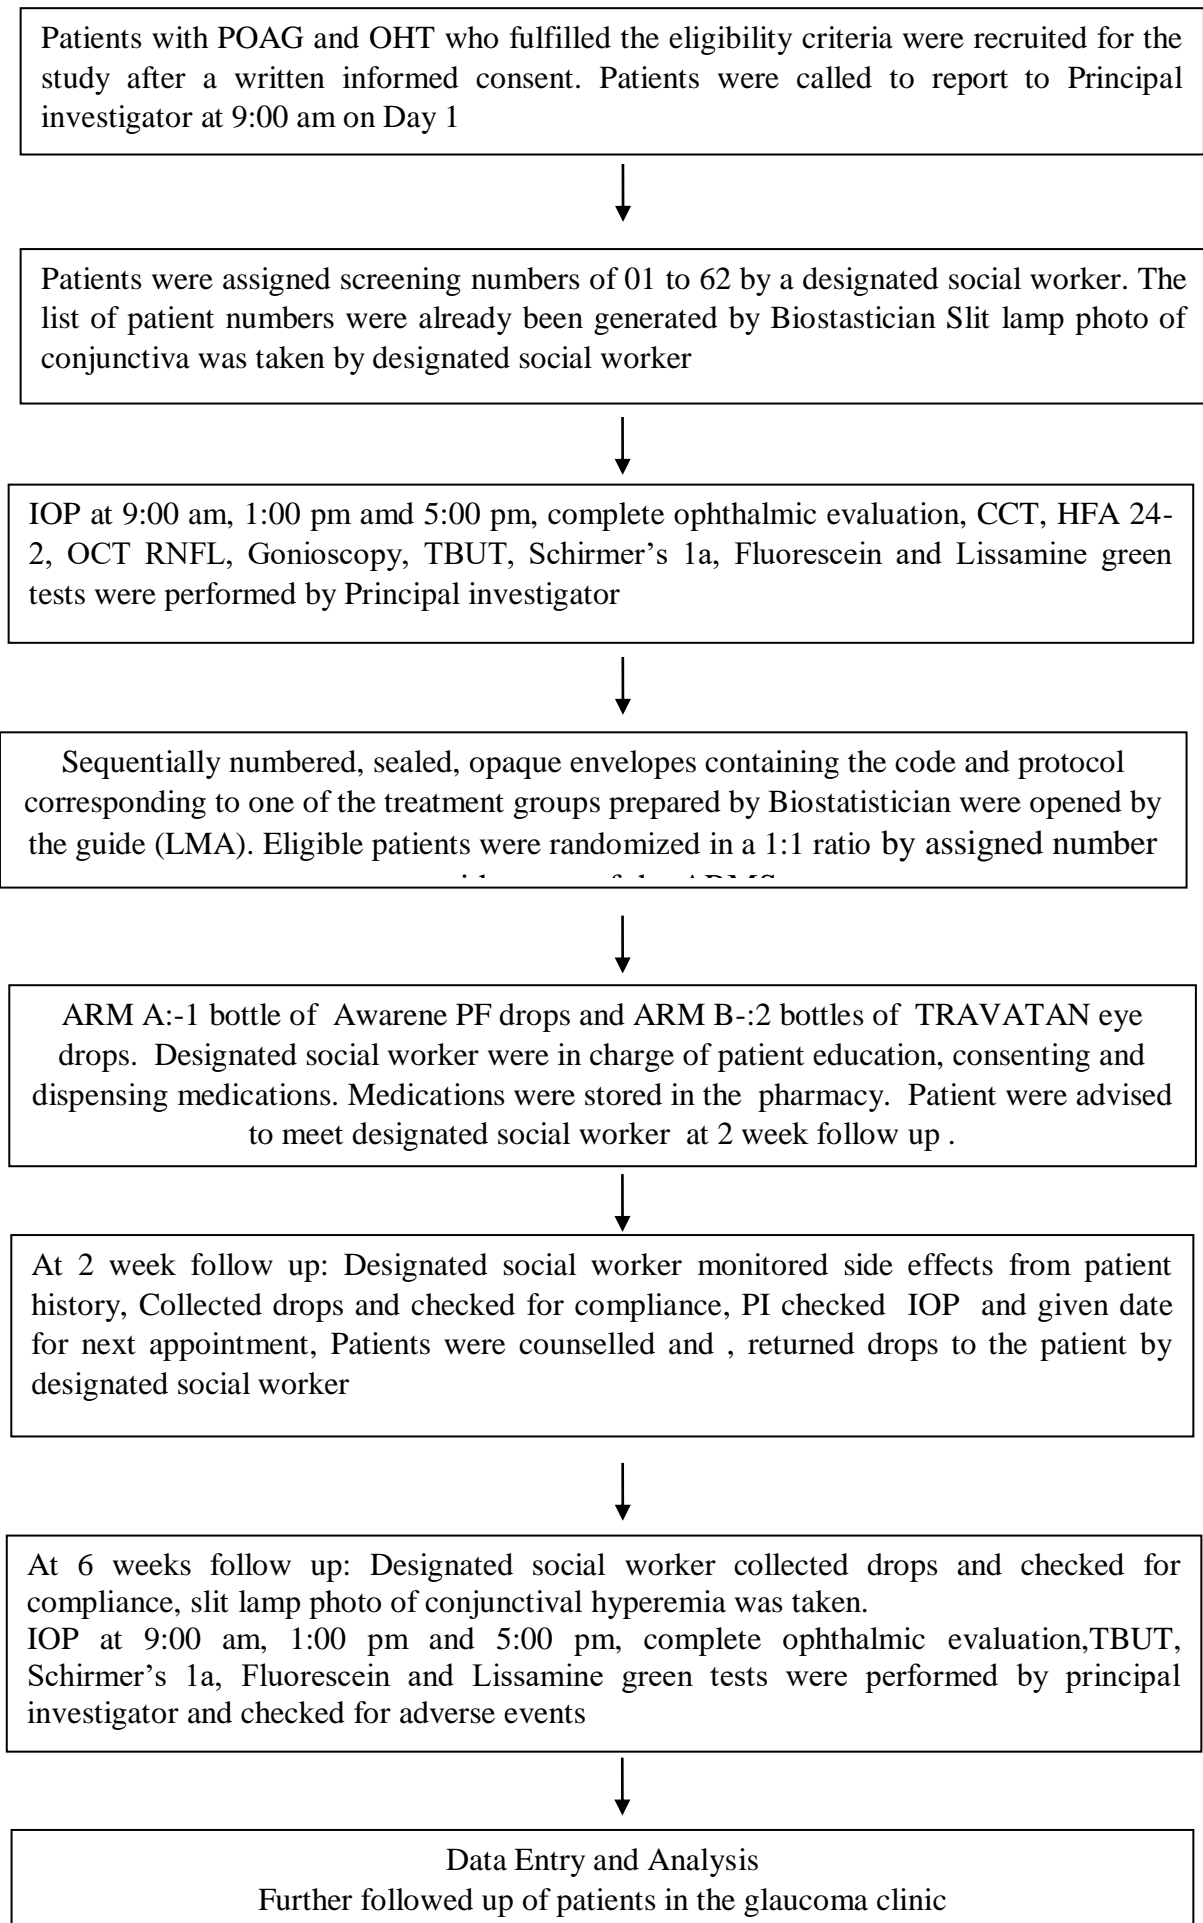 Patients with POAG and OHT who fulfilled the eligibility criteria were recruited for the
study after a written informed consent. Patients were called to report to Principal
investigator at 9:00 am on Day 1
Patients were assigned screening numbers of 01 to 62 by a designated social worker. The
list of patient numbers were already been generated by Biostastician Slit lamp photo of
conjunctiva was taken by designated social worker
IOP at 9:00 am, 1:00 pm amd 5:00 pm, complete ophthalmic evaluation, CCT, HFA 24-
2, OCT RNFL, Gonioscopy, TBUT, Schirmer’s 1a, Fluorescein and Lissamine green
tests were performed by Principal investigator
Sequentially numbered, sealed, opaque envelopes containing the code and protocol
corresponding to one of the treatment groups prepared by Biostatistician were opened by
the guide (LMA). Eligible patients were randomized in a 1:1 ratio by assigned number
ARM A:-1 bottle of Awarene PF drops and ARM B-:2 bottles of TRAVATAN eye
drops. Designated social worker were in charge of patient education, consenting and
dispensing medications. Medications were stored in the pharmacy. Patient were advised
to meet designated social worker at 2 week follow up .
At 2 week follow up: Designated social worker monitored side effects from patient
history, Collected drops and checked for compliance, PI checked IOP and given date
for next appointment, Patients were counselled and , returned drops to the patient by
designated social worker
At 6 weeks follow up: Designated social worker collected drops and checked for
compliance, slit lamp photo of conjunctival hyperemia was taken.
IOP at 9:00 am, 1:00 pm and 5:00 pm, complete ophthalmic evaluation,TBUT,
Schirmer’s 1a, Fluorescein and Lissamine green tests were performed by principal
investigator and checked for adverse events
Data Entry and Analysis
Further followed up of patients in the glaucoma clinic